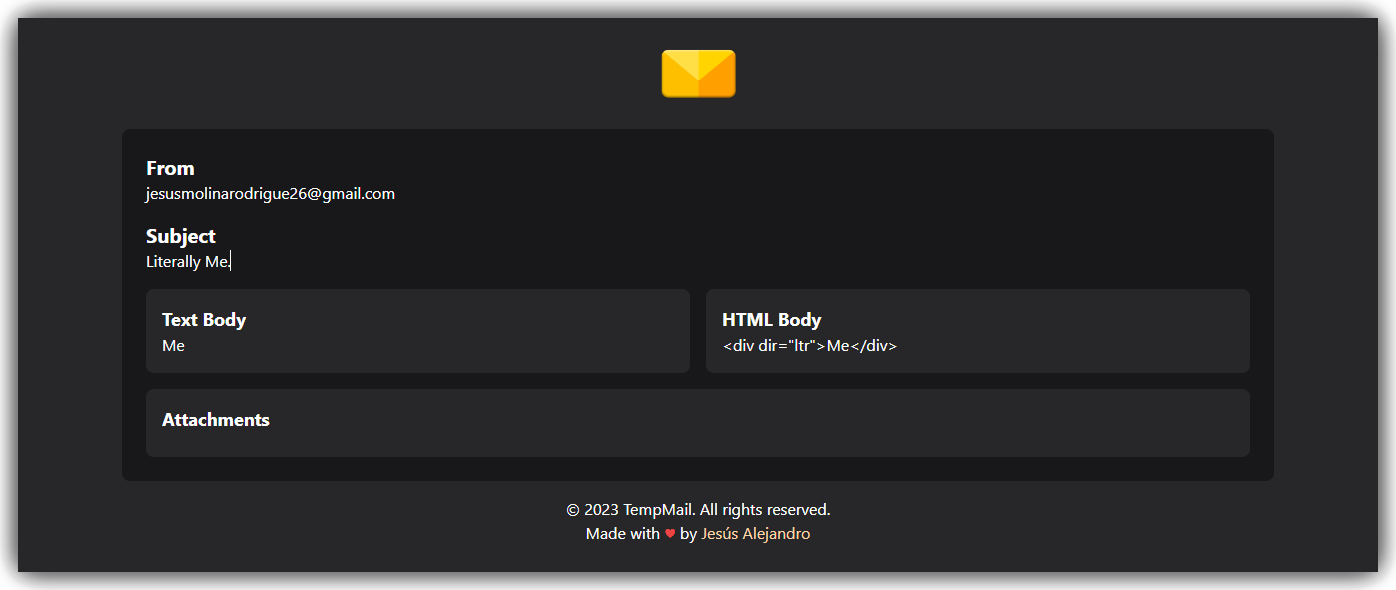 From
jesusmolinarodrigue26@gmail.com
Subject
Literally Me.
Text Body
Me
HTML Body
<div dir="ltr">Me</div>
Attachments
© 2023 TempMail. All rights reserved.
Made with ♥ by Jesús Alejandro